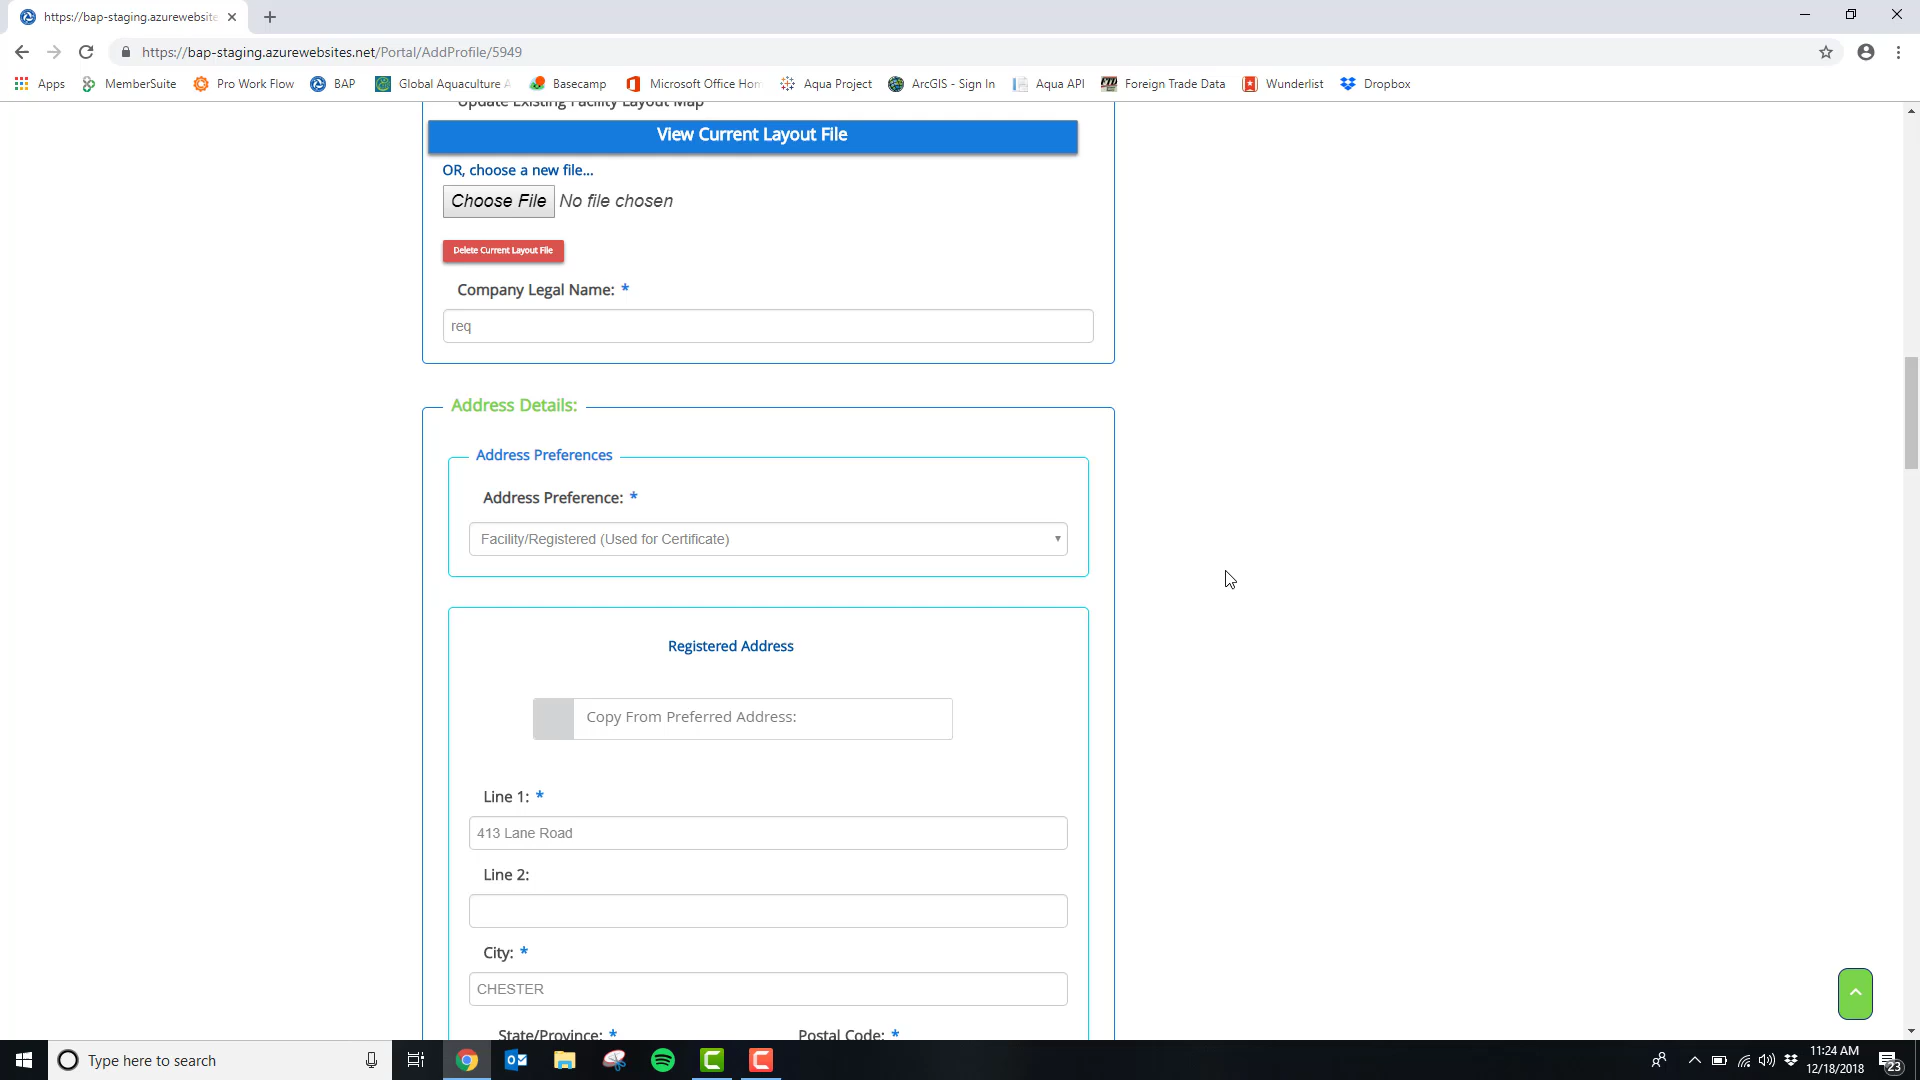 https://bap-staging.azurewebsite
https://bap-staging.azurewebsites.net/Portal/AddProfile/5949
Apps MemberSuite Pro Work Flow BAP Global Aquaculture A Basecamp Microsoft Office Hom Aqua Project ArcGIS - Sign In Aqua API FTD Foreign Trade Data Wunderlist Dropbox
Update Existing Facility Layout Map
View Current Layout File
OR, choose a new file...
Choose File No file chosen
Delete Current Layout File
Company Legal Name: *
req
Address Details:
Address Preferences
Address Preference: *
Facility/Registered (Used for Certificate)
Registered Address
Copy From Preferred Address:
Line 1: *
413 Lane Road
Line 2:
City: *
CHESTER
State/Province: * Postal Code: *
Type here to search
11:24 AM
12/18/2018
23